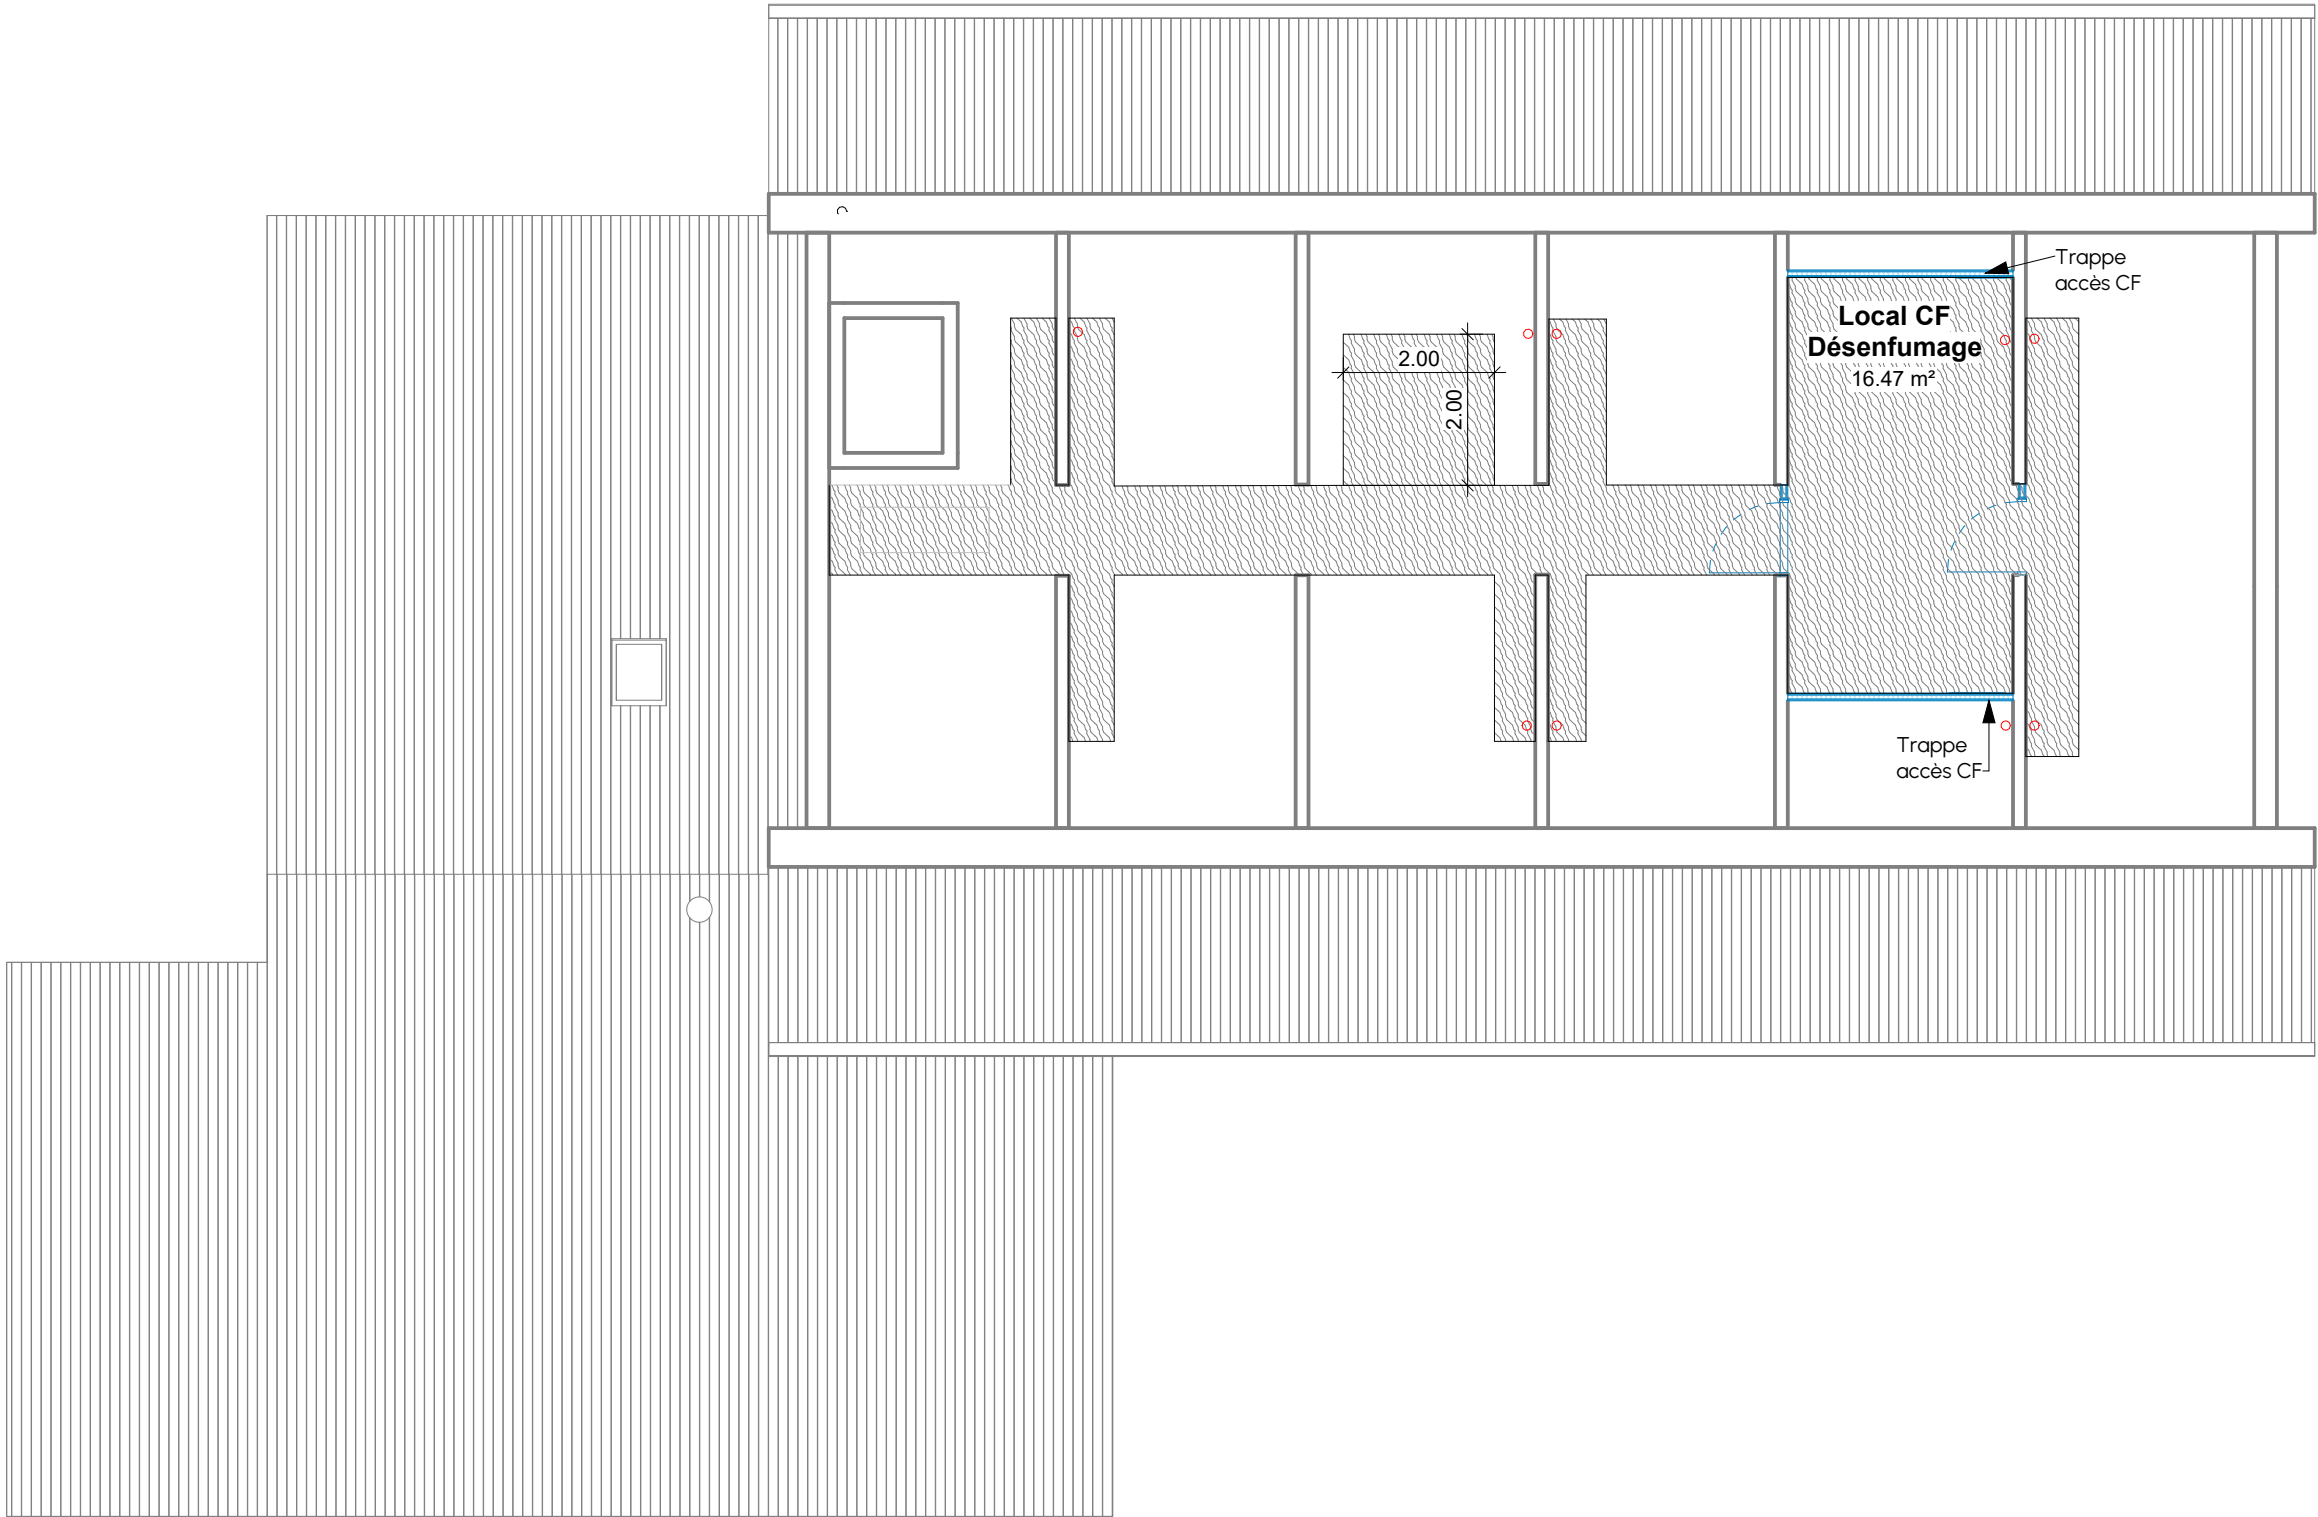 Trappe
accès CF
Local CF
Désenfumage
16.47 m²
2.00
2.00
Trappe
accès CF